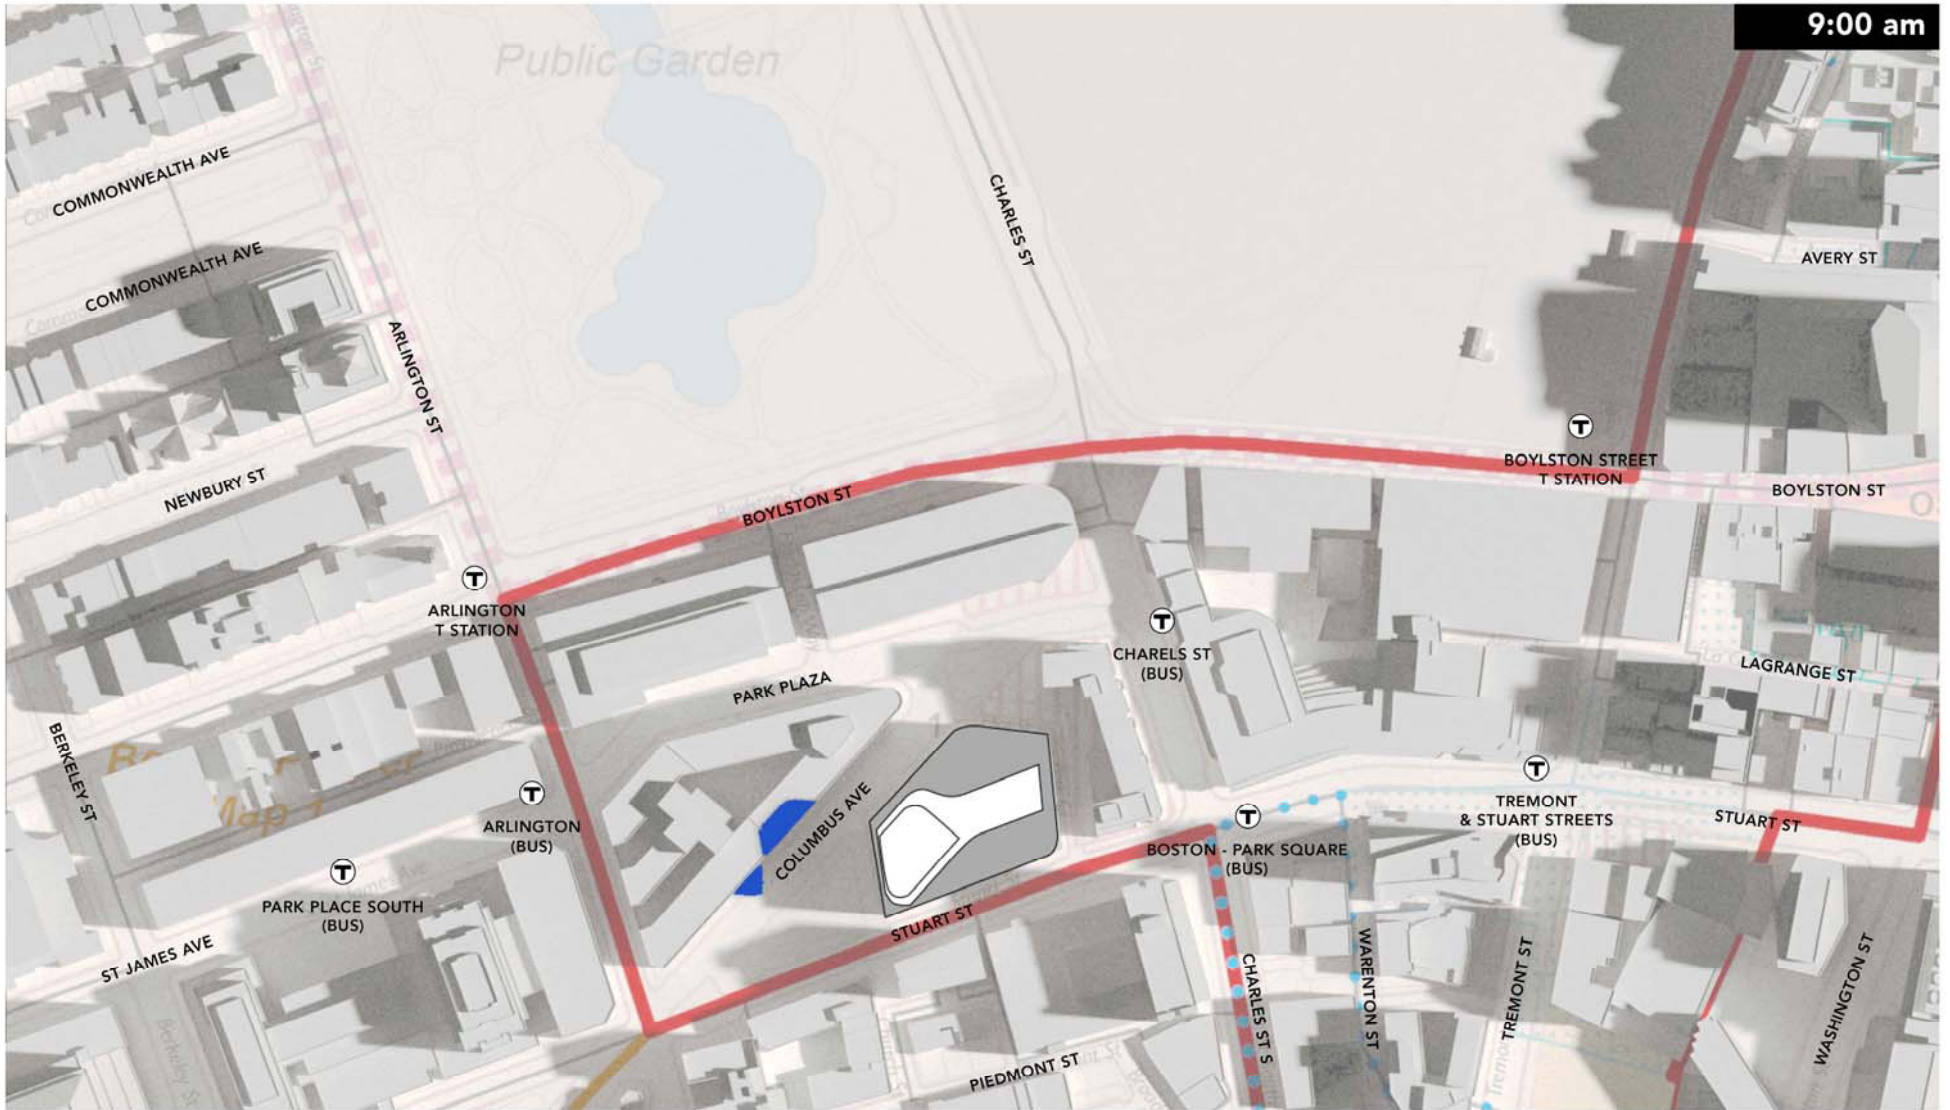 9:00 am
Public Garden
COMMONWEALTH AVE
COMMONWEALTH AVE
CHARLES ST
AVERY ST
ARLINGTON ST
NEWBURY ST
T
BOYLSTON STREET
T STATION
BOYLSTON ST
BOYLSTON ST
T
ARLINGTON
T STATION
T
CHARELS ST
(BUS)
LAGRANGE ST
PARK PLAZA
BERKELEY ST
T
ARLINGTON
(BUS)
COLUMBUS AVE
T
TREMONT
& STUART STREETS
(BUS)
STUART ST
T
BOSTON - PARK SQUARE
(BUS)
T
PARK PLACE SOUTH
(BUS)
STUART ST
ST JAMES AVE
CHARLES ST S
WARENTON ST
TREMONT ST
WASHINGTON ST
Berkeley St
PIEDMONT ST